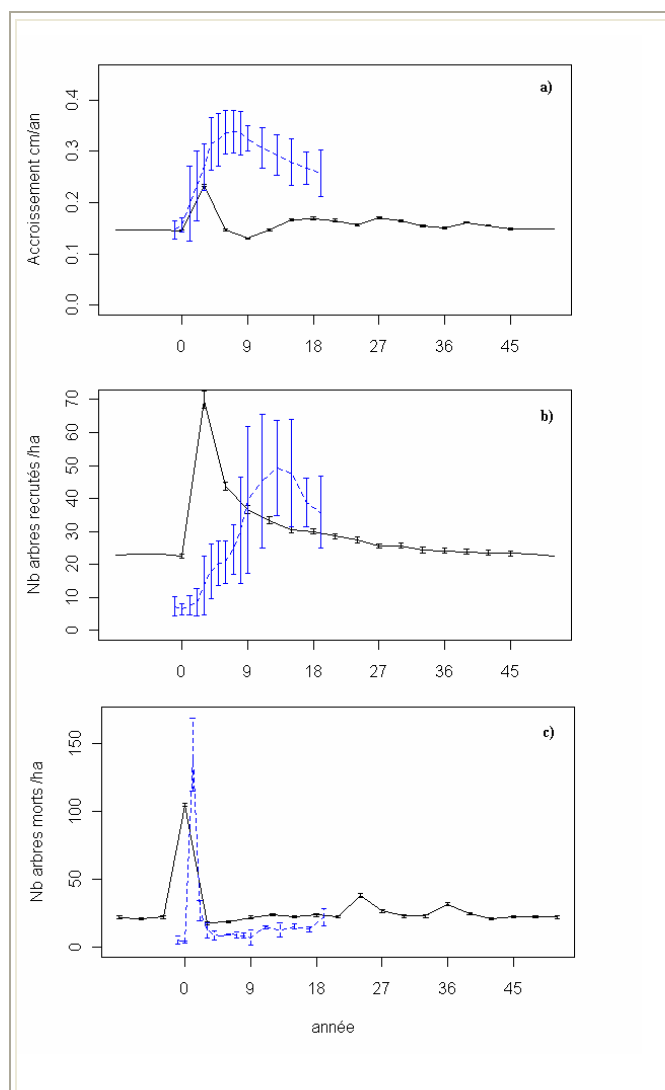 a)
Accroissement cm/an
0.4
0.3
0.2
0.1
0.0
0 9 18 27 36 45
b)
Nb arbres recrutés /ha
70
60
50
40
30
20
10
0
0 9 18 27 36 45
c)
Nb arbres morts /ha
150
100
50
0
0 9 18 27 36 45
année